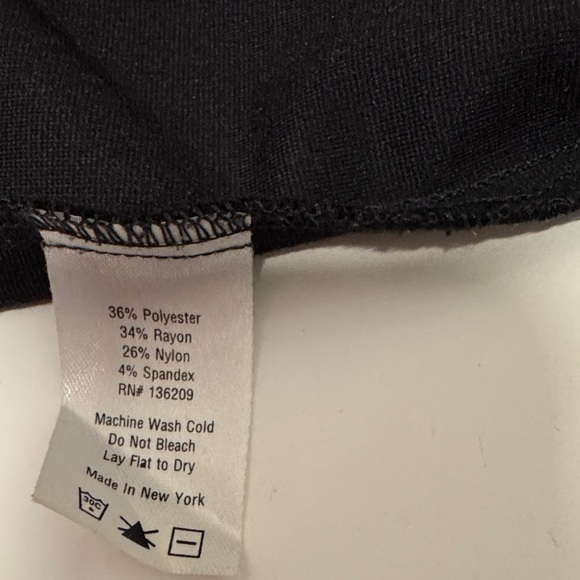 36% Polyester
34% Rayon
26% Nylon
4% Spandex
RN# 136209
Machine Wash Cold
Do Not Bleach
Lay Flat to Dry
Made In New York
30C